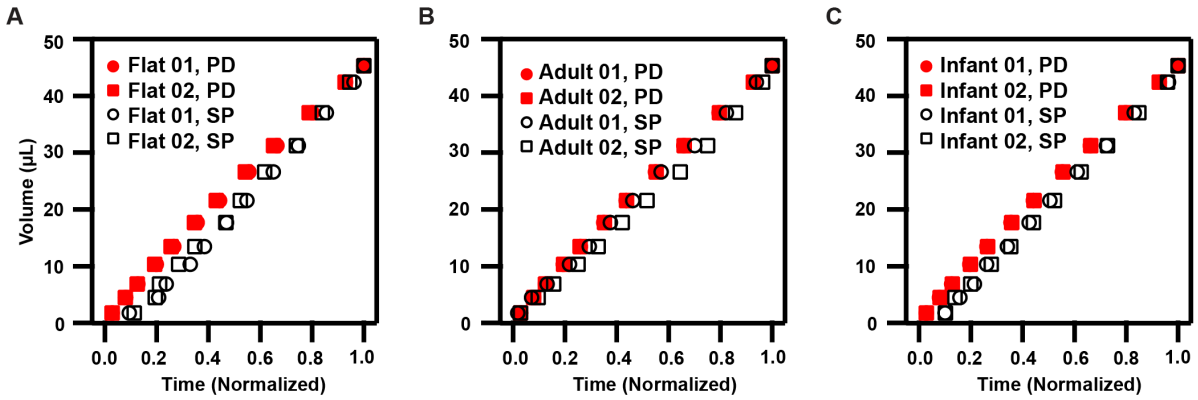 A
50
40
30
20
10
0
Volume (µL)
Flat 01, PD
Flat 02, PD
Flat 01, SP
Flat 02, SP
0.0 0.2 0.4 0.6 0.8 1.0
Time (Normalized)
B
50
40
30
20
10
0
Adult 01, PD
Adult 02, PD
Adult 01, SP
Adult 02, SP
0.0 0.2 0.4 0.6 0.8 1.0
Time (Normalized)
C
50
40
30
20
10
0
Infant 01, PD
Infant 02, PD
Infant 01, SP
Infant 02, SP
0.0 0.2 0.4 0.6 0.8 1.0
Time (Normalized)